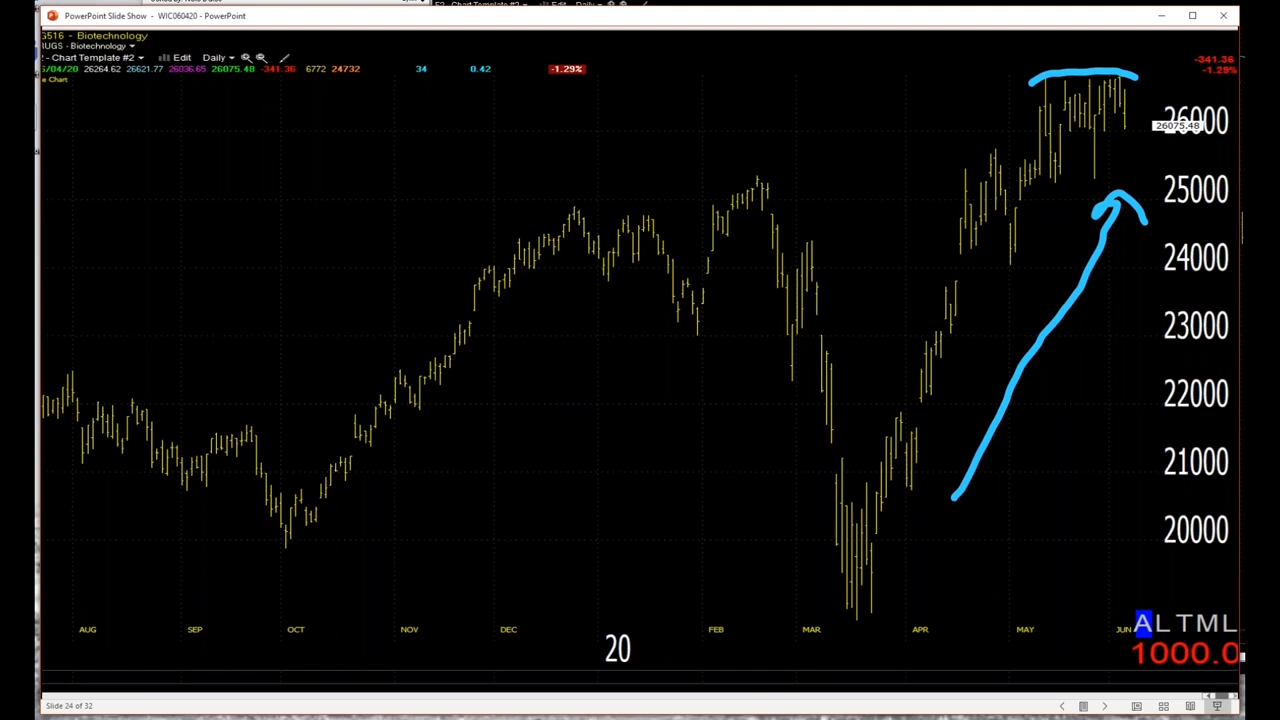 PowerPoint Slide Show - WIC060420 - PowerPoint
G516 - Biotechnology
IUGS - Biotechnology
- Chart Template #2 Edit Daily
/04/20 26264.62 26621.77 26036.65 26075.48 -341.36 6772 24732 34 0.42 -1.29%
e Chart
-341.36
-1.29%
26000
26075.48
25000
24000
23000
22000
21000
20000
AUG SEP OCT NOV DEC FEB MAR APR MAY JUN
20
ALTML
1000.0
Slide 24 of 32